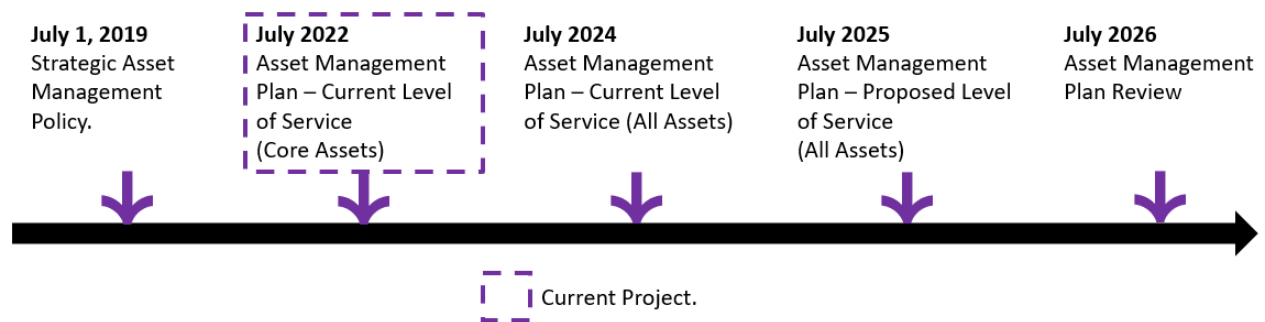 July 1, 2019
Strategic Asset
Management
Policy.
July 2022
Asset Management
Plan – Current Level
of Service
(Core Assets)
July 2024
Asset Management
Plan – Current Level
of Service (All Assets)
July 2025
Asset Management
Plan – Proposed Level
of Service
(All Assets)
July 2026
Asset Management
Plan Review
Current Project.